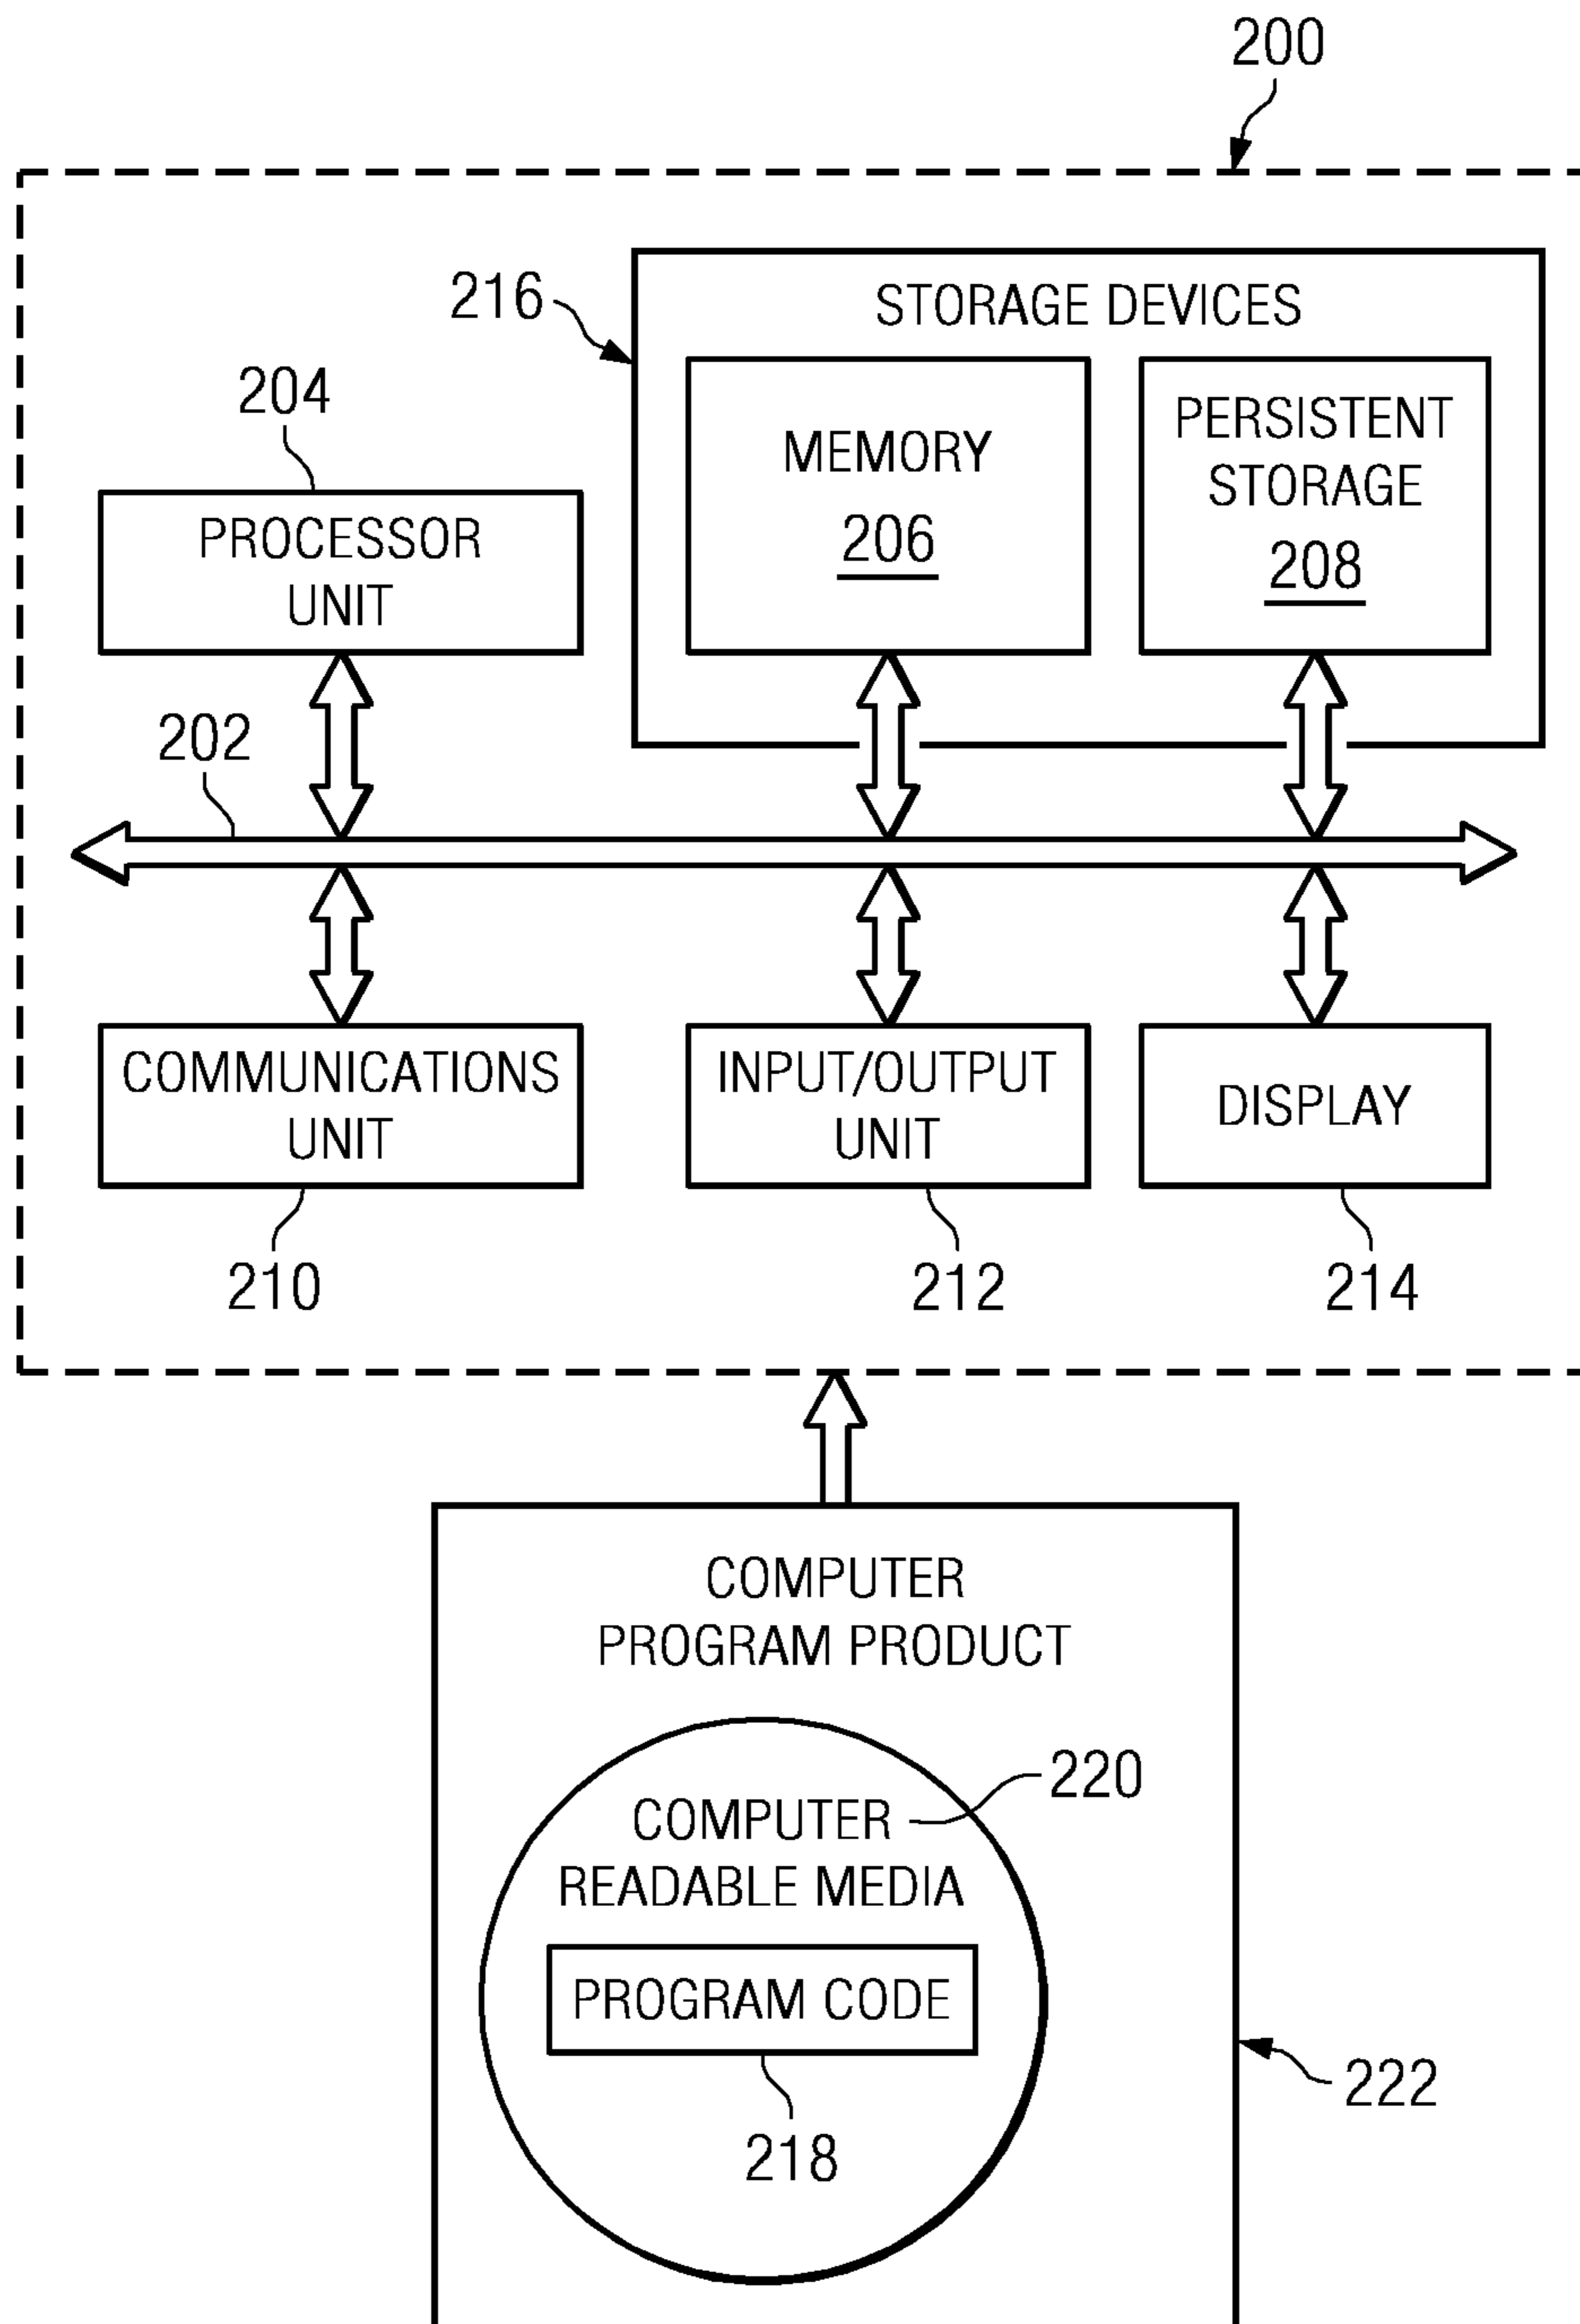 200
216
STORAGE DEVICES
204
MEMORY
206
PERSISTENT
STORAGE
208
PROCESSOR
UNIT
202
COMMUNICATIONS
UNIT
INPUT/OUTPUT
UNIT
DISPLAY
210
212
214
COMPUTER
PROGRAM PRODUCT
220
COMPUTER
READABLE MEDIA
PROGRAM CODE
222
218